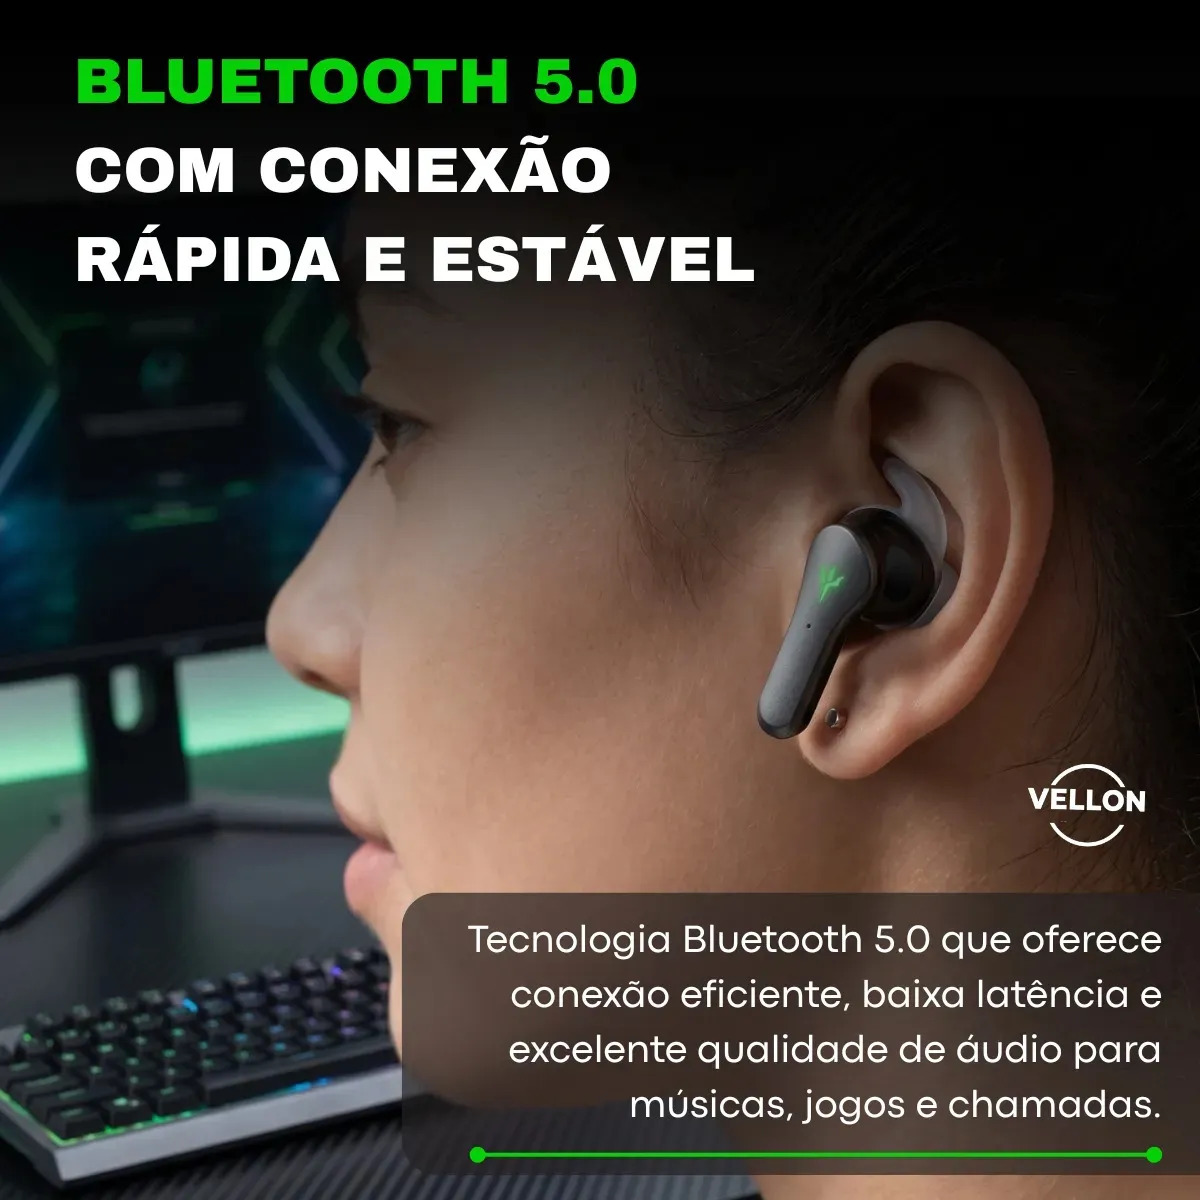 BLUETOOTH 5.0
COM CONEXÃO
RÁPIDA E ESTÁVEL
VELLON
Tecnologia Bluetooth 5.0 que oferece
conexão eficiente, baixa latência e
excelente qualidade de áudio para
músicas, jogos e chamadas.